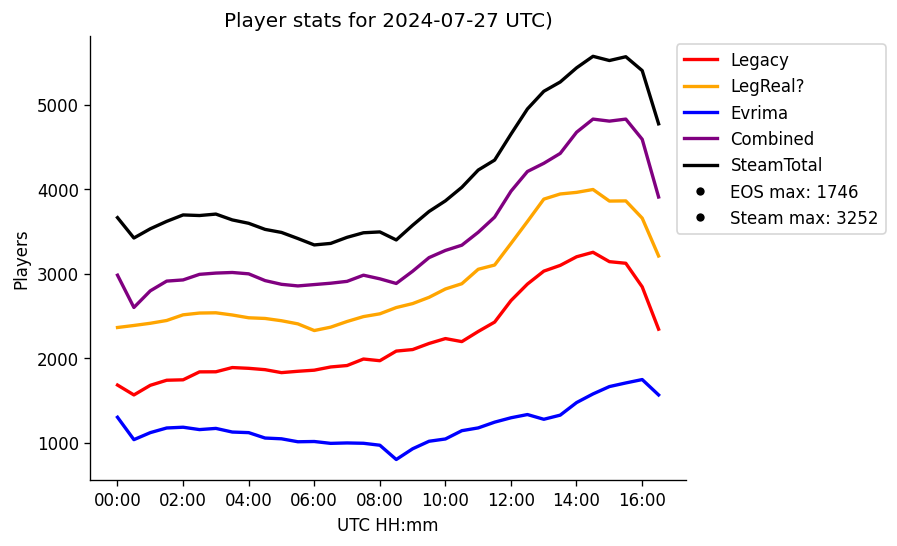 Player stats for 2024-07-27 UTC)
Legacy
LegReal?
Evrima
Combined
SteamTotal
EOS max: 1746
Steam max: 3252
Players
5000
4000
3000
2000
1000
00:00 02:00 04:00 06:00 08:00 10:00 12:00 14:00 16:00
UTC HH:mm